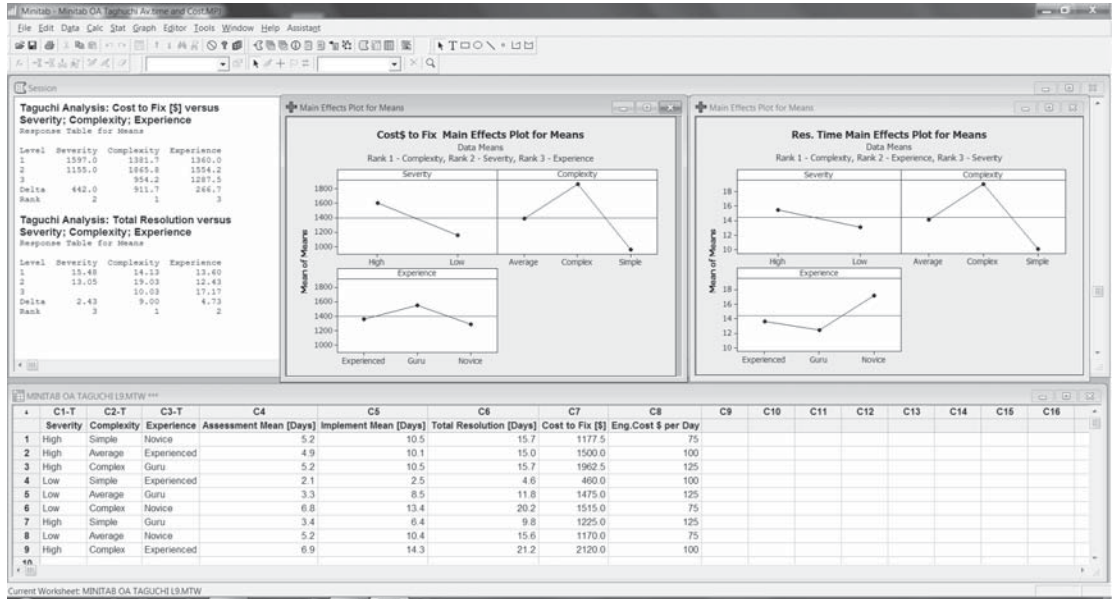 Minitab - Minitab OA Taghuchi Av.time and Cost.MPJ
File Edit Data Calc Stat Graph Editor Tools Window Help Assistant
Session
Taguchi Analysis: Cost to Fix [$] versus
Severity; Complexity; Experience
Response Table for Means
Level Severity Complexity Experience
1 1597.0 1381.7 1360.0
2 1155.0 1865.8 1554.2
3 954.2 1287.5
Delta 442.0 911.7 266.7
Rank 2 1 3
Taguchi Analysis: Total Resolution versus
Severity; Complexity; Experience
Response Table for Means
Level Severity Complexity Experience
1 15.48 14.13 13.60
2 13.05 19.03 12.43
3 10.03 17.17
Delta 2.43 9.00 4.73
Rank 3 1 2
Main Effects Plot for Means
Cost$ to Fix Main Effects Plot for Means
Data Means
Rank 1 - Complexity, Rank 2 - Severity, Rank 3 - Experience
Severity Complexity
1800
1600
1400
1200
1000
High Low Average Complex Simple
Experience
1800
1600
1400
1200
1000
Experienced Guru Novice
Mean of Means
Main Effects Plot for Means
Res. Time Main Effects Plot for Means
Data Means
Rank 1 - Complexity, Rank 2 - Experience, Rank 3 - Severity
Severity Complexity
18
16
14
12
10
High Low Average Complex Simple
Experience
18
16
14
12
10
Experienced Guru Novice
Mean of Means
MINITAB OA TAGUCHI L9.MTW ***
C1-T C2-T C3-T C4 C5 C6 C7 C8 C9 C10 C11 C12 C13 C14 C15 C16
Severity Complexity Experience Assessment Mean [Days] Implement Mean [Days] Total Resolution [Days] Cost to Fix [$] Eng.Cost $ per Day
1 High Simple Novice 5.2 10.5 15.7 1177.5 75
2 High Average Experienced 4.9 10.1 15.0 1500.0 100
3 High Complex Guru 5.2 10.5 15.7 1962.5 125
4 Low Simple Experienced 2.1 2.5 4.6 460.0 100
5 Low Average Guru 3.3 8.5 11.8 1475.0 125
6 Low Complex Novice 6.8 13.4 20.2 1515.0 75
7 High Simple Guru 3.4 6.4 9.8 1225.0 125
8 Low Average Novice 5.2 10.4 15.6 1170.0 75
9 High Complex Experienced 6.9 14.3 21.2 2120.0 100
10
Current Worksheet: MINITAB OA TAGUCHI L9.MTW